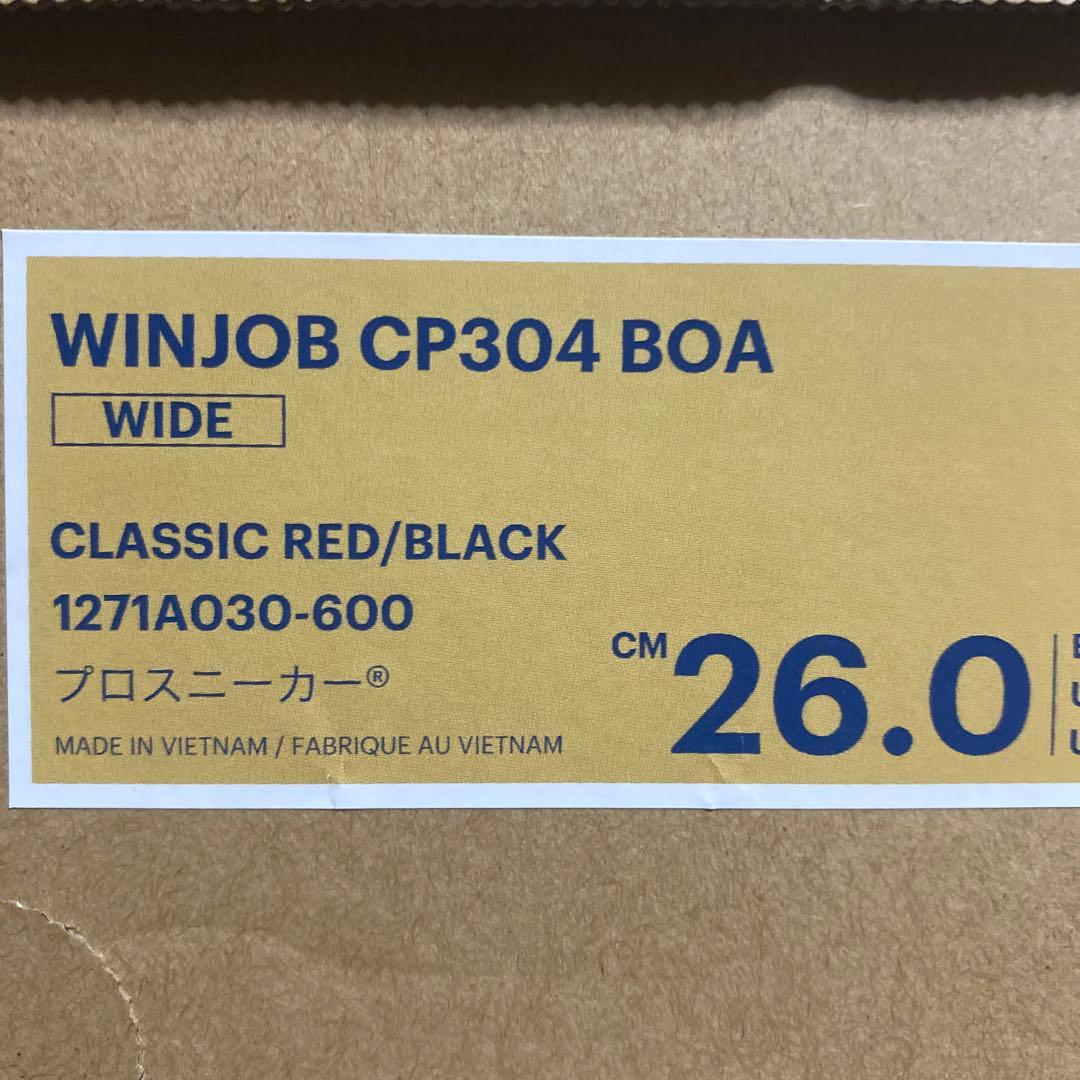 WINJOB CP304 BOA
WIDE
CLASSIC RED/BLACK
1271A030-600
プロスニーカー®
MADE IN VIETNAM / FABRIQUE AU VIETNAM
CM 26.0